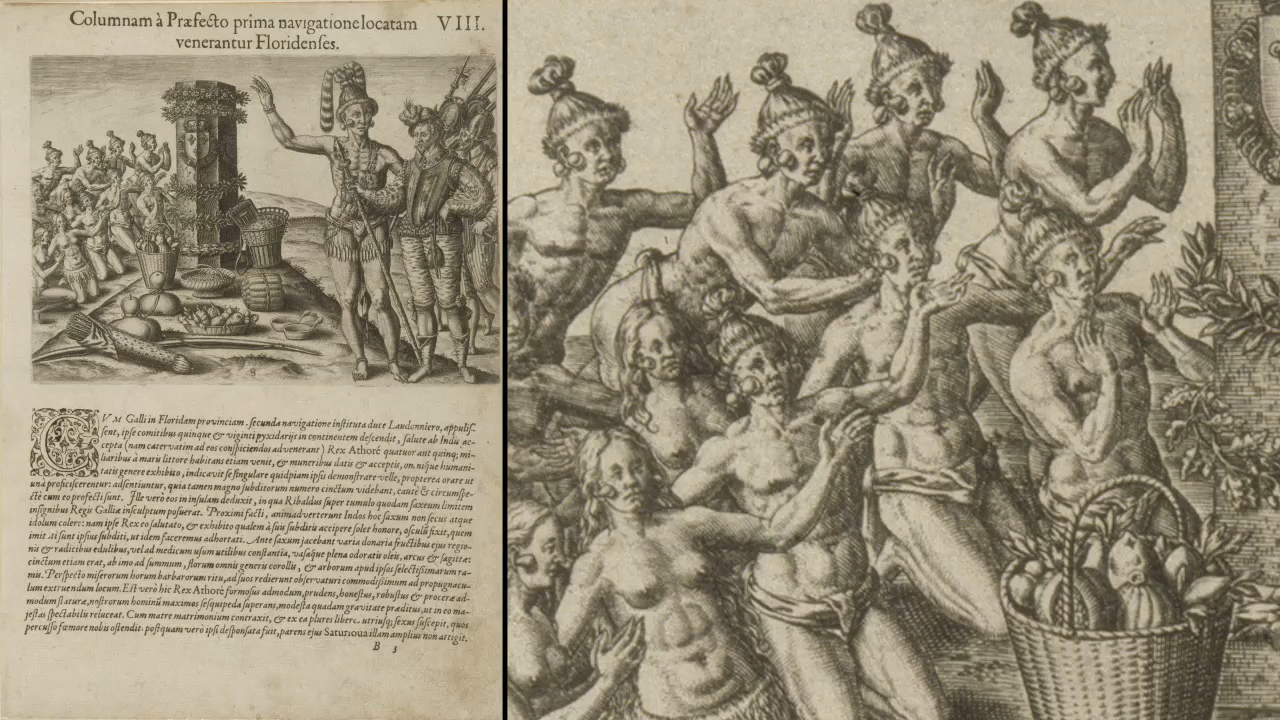 Columnam à Præfecto prima navigatione locatam VIII.
venerantur Floridenses.
CVM Galli in Floridam provinciam, secunda navigatione instituta duce Laudonniero, appulis-
sent, ipse comitibus quinque & viginti pyxidarijs in continentem descendit, salute ab Indis ac-
cepta (nam catervatim ad eos conspiciendos advenerant) Rex Athoré quatuor aut quinq; mi-
liaribus à maris littore habitans etiam venit, & muneribus datis & acceptis, omnique humani-
tatis genere exhibito, indicavit se singulare quidpiam ipsis demonstrare velle, propterea orare ut
unà proficiscerentur: adsentiuntur, quia tamen magno subditorum numero cinctum videbant, cautè & circumspe-
ctè cum eo profecti sunt. Ille verò eos in insulam deduxit, in qua Ribaldus super tumulo quodam saxeum limitem
insignibus Regis Galliæ insculptum posuerat. Proximi facti, animadverterunt Indos hoc saxum non secus atque
idolum colere: nam ipse Rex eo salutato, & exhibito qualem à suis subditis accipere solet honore, osculū fixit, quem
imitati sunt ipsius subditi, ut idem faceremus adhortati. Ante saxum jacebant varia donaria fructibus ejus regio-
nis & radicibus edulibus, vel ad medicum usum utilibus constantia, vasaque plena odoratis oleis, arcus & sagittæ:
cinctum etiam erat, ab imo ad summum, florum omnis generis corollis, & arborum apud ipsos selectissimarum ra-
mis. Perspecto miserorum horum barbarorum ritu, ad suos redierunt observaturi commodissimum ad propugnacu-
lum extruendum locum. Est verò hic Rex Athoré formosus admodum, prudens, honestus, robustus & proceræ ad-
modum staturæ, nostrorum hominū maximos sesquipede superans, modesta quadam gravitate præditus, ut in eo ma-
jestas spectabilis reluceat. Cum matre matrimonium contraxit, & ex ea plures liberos utriusq; sexus suscepit, quos
percusso fœmore nobis ostendit: postquam verò ipsi desponsata fuit, parens ejus Saturioua illam amplius non attigit.
B 3